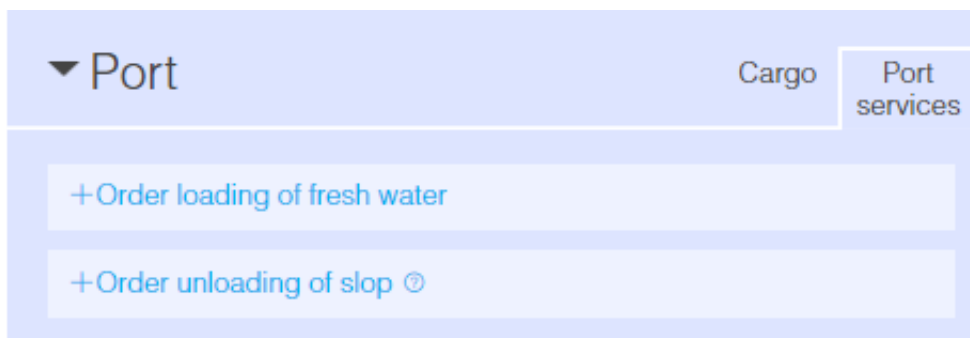 Port
Cargo
Port
services
+Order loading of fresh water
+Order unloading of slop ?